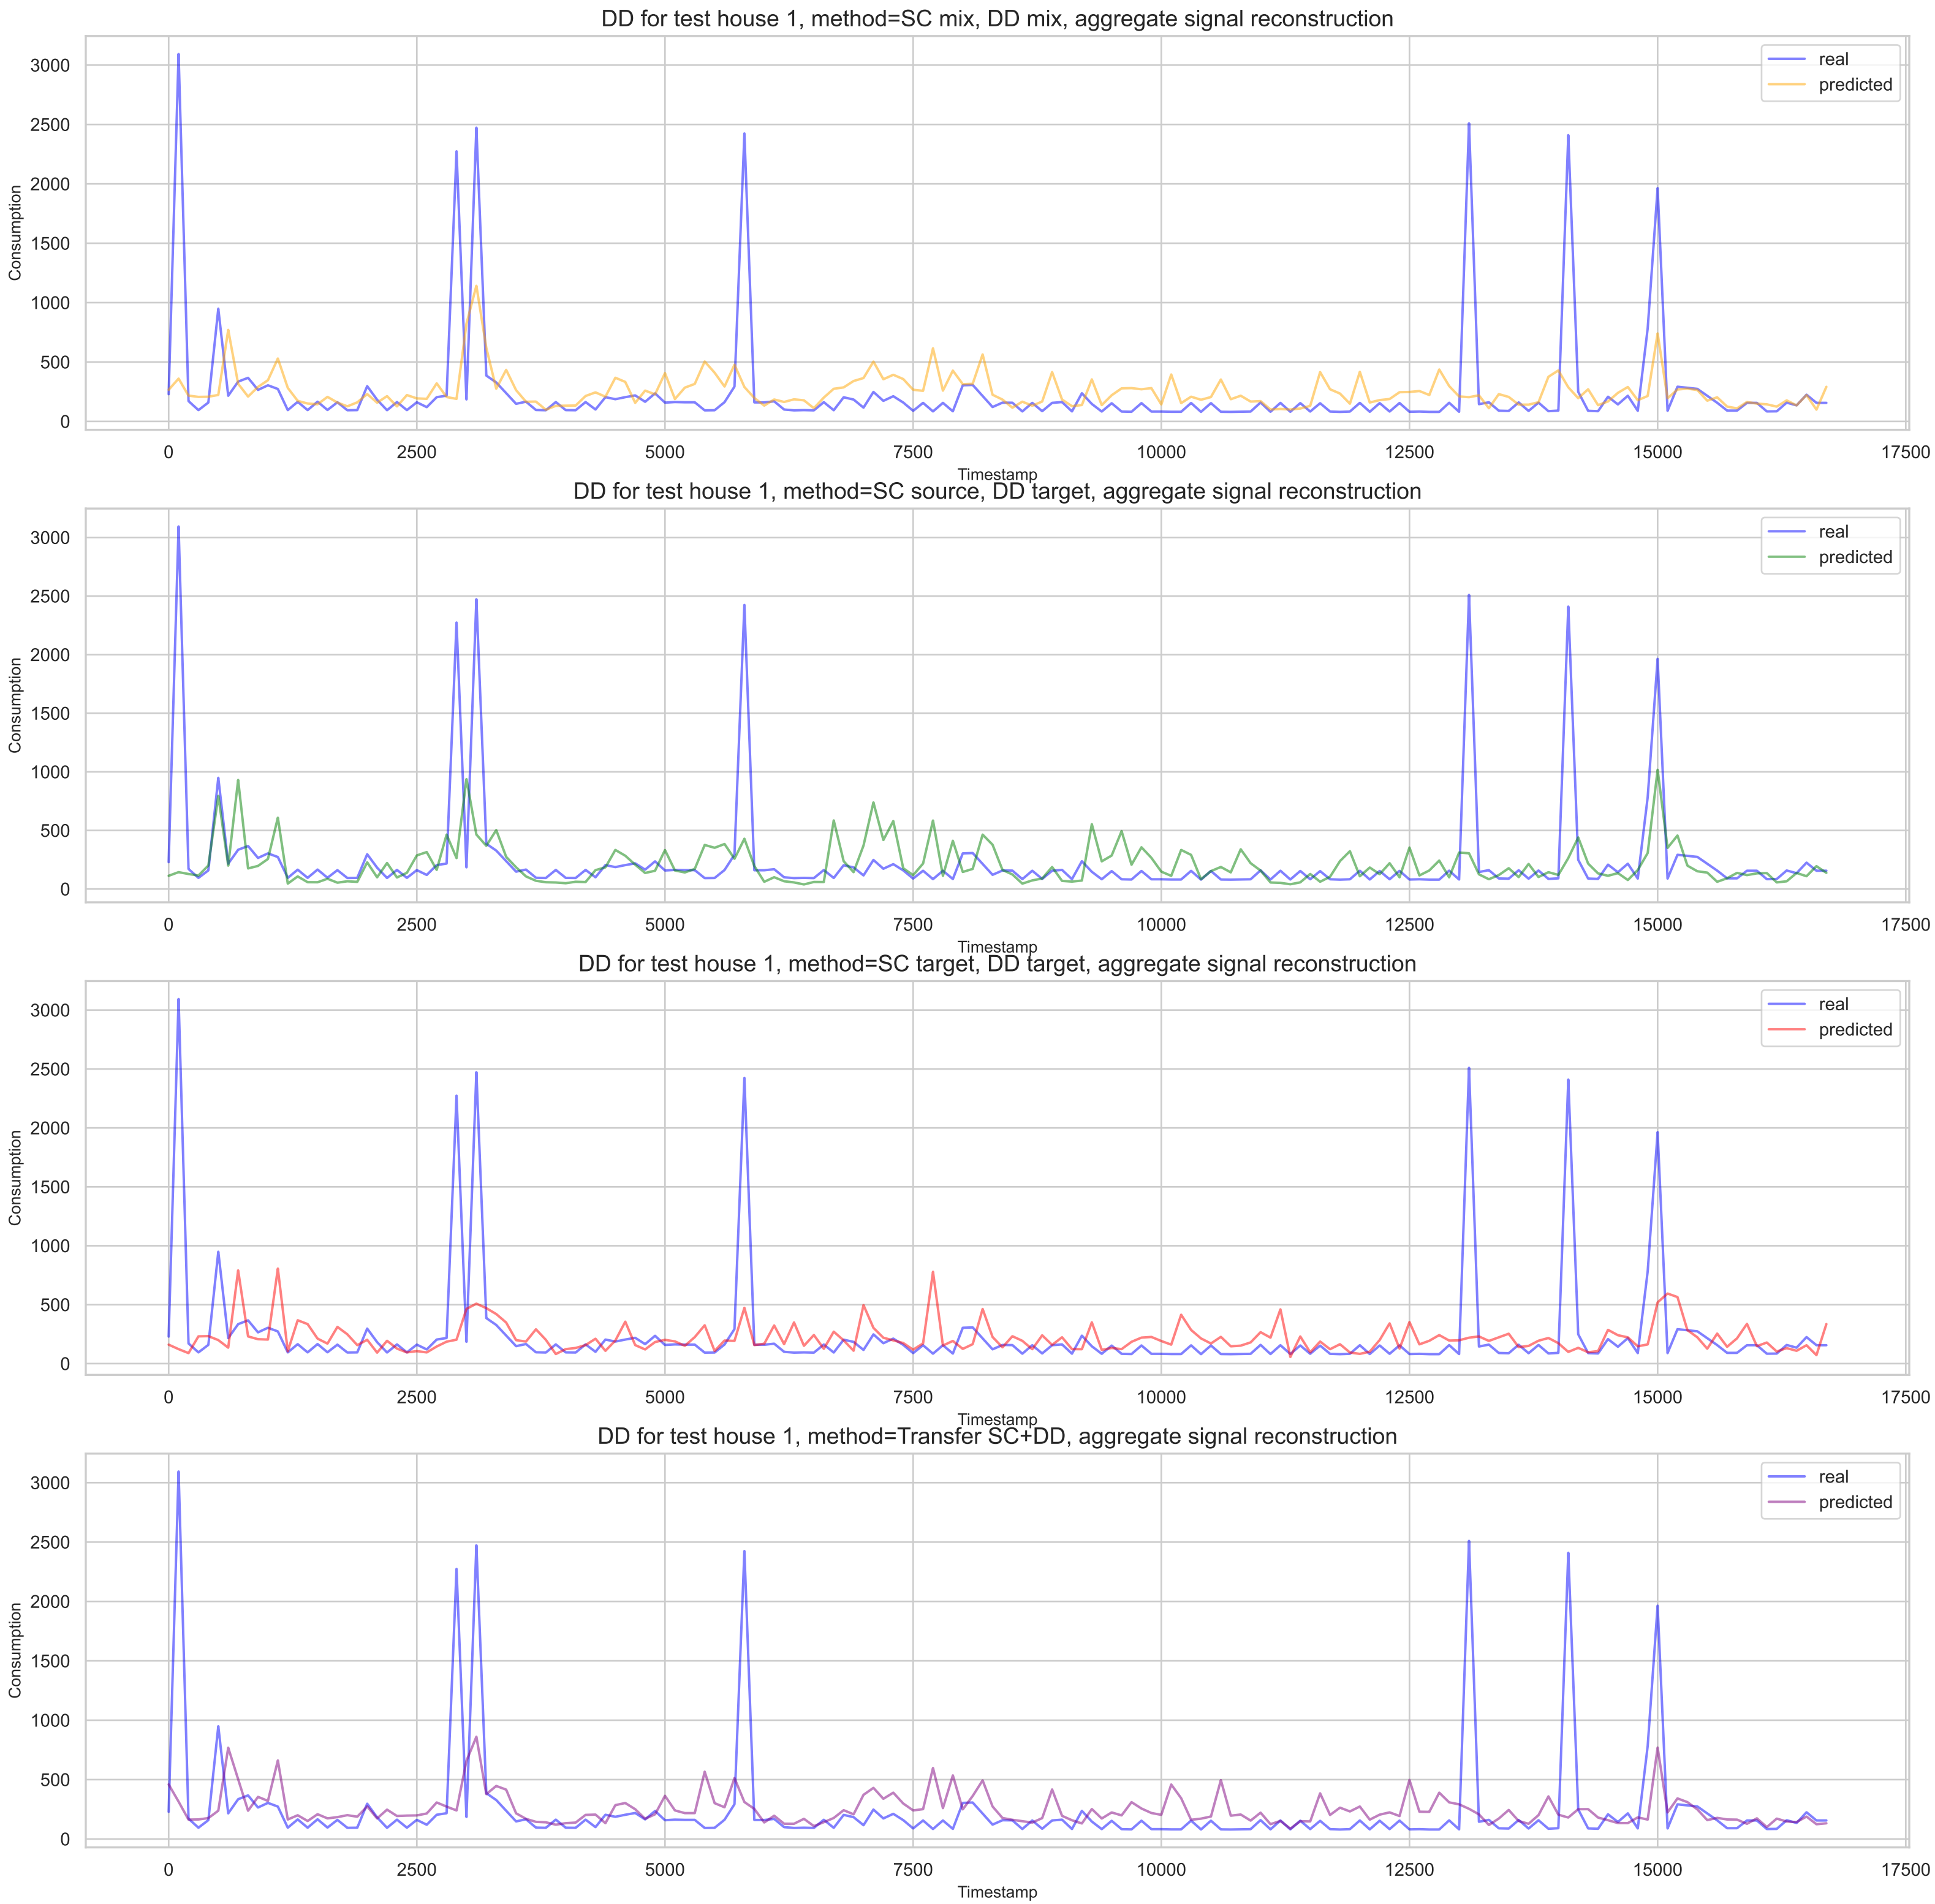 DD for test house 1, method=SC mix, DD mix, aggregate signal reconstruction
real
predicted
3000
2500
2000
1500
1000
500
0
Consumption
0 2500 5000 7500 10000 12500 15000 17500
Timestamp
DD for test house 1, method=SC source, DD target, aggregate signal reconstruction
real
predicted
3000
2500
2000
1500
1000
500
0
Consumption
0 2500 5000 7500 10000 12500 15000 17500
Timestamp
DD for test house 1, method=SC target, DD target, aggregate signal reconstruction
real
predicted
3000
2500
2000
1500
1000
500
0
Consumption
0 2500 5000 7500 10000 12500 15000 17500
Timestamp
DD for test house 1, method=Transfer SC+DD, aggregate signal reconstruction
real
predicted
3000
2500
2000
1500
1000
500
0
Consumption
0 2500 5000 7500 10000 12500 15000 17500
Timestamp